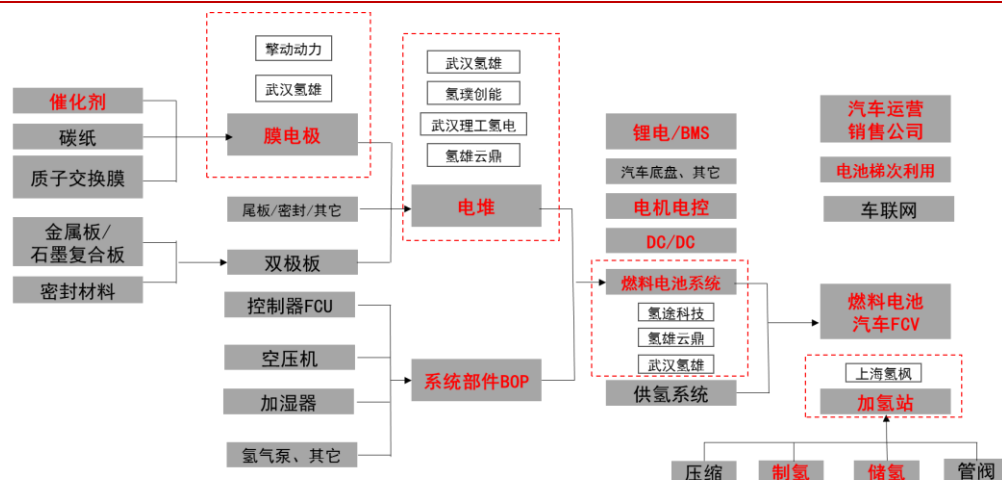 擎动动力
武汉氢雄
催化剂
碳纸
质子交换膜
膜电极
金属板/
石墨复合板
密封材料
尾板/密封/其它
双极板
控制器FCU
空压机
加湿器
氢气泵、其它
武汉氢雄
氢璞创能
武汉理工氢电
氢雄云鼎
电堆
系统部件BOP
锂电/BMS
汽车底盘、其它
电机电控
DC/DC
燃料电池系统
氢途科技
氢雄云鼎
武汉氢雄
供氢系统
汽车运营
销售公司
电池梯次利用
车联网
燃料电池
汽车FCV
上海氢枫
加氢站
压缩
制氢
储氢
管阀